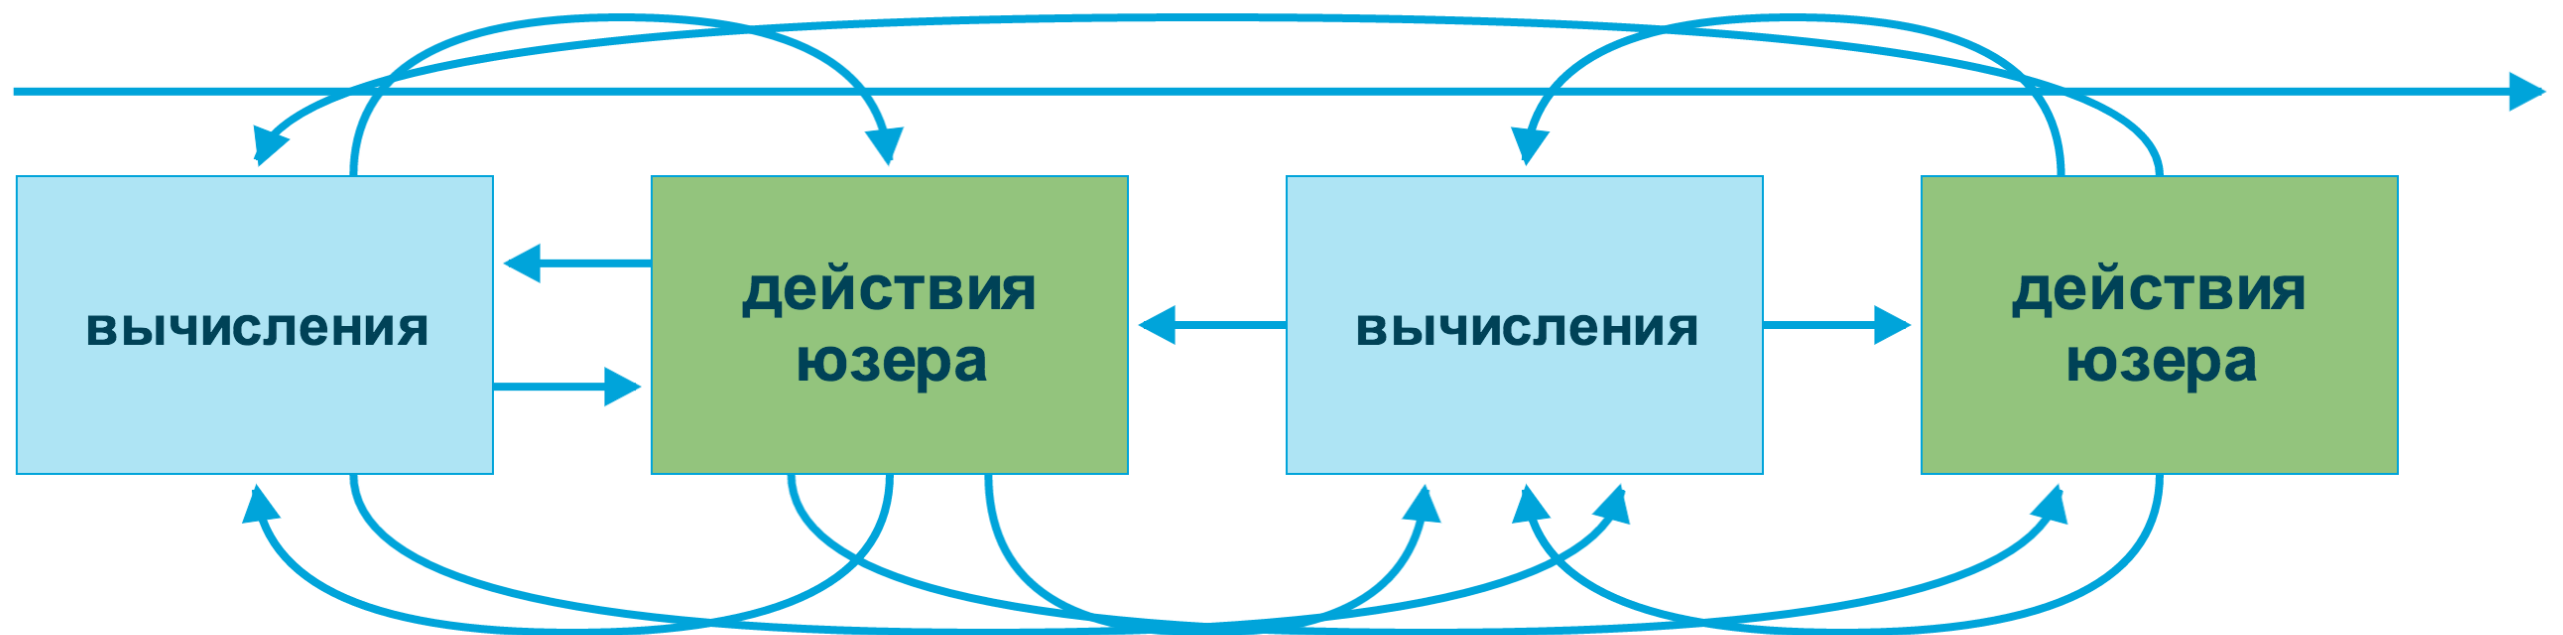 вычисления
действия
юзера
вычисления
действия
юзера